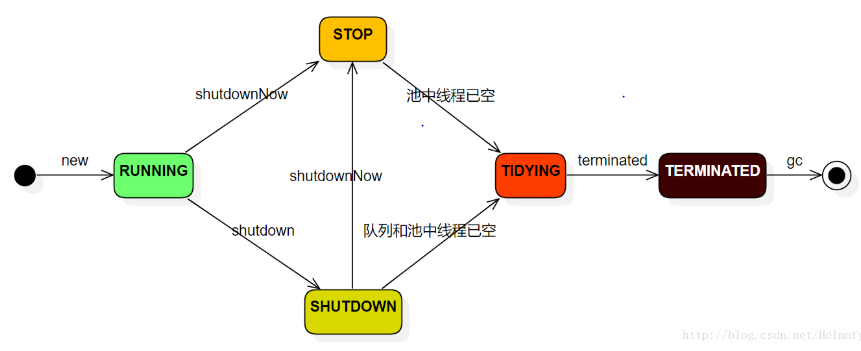 STOP
shutdownNow
池中线程已空
new
RUNNING
shutdownNow
TIDYING
terminated
TERMINATED
gc
shutdown
队列和池中线程已空
SHUTDOWN
http://blog.csdn.net/Holmofy